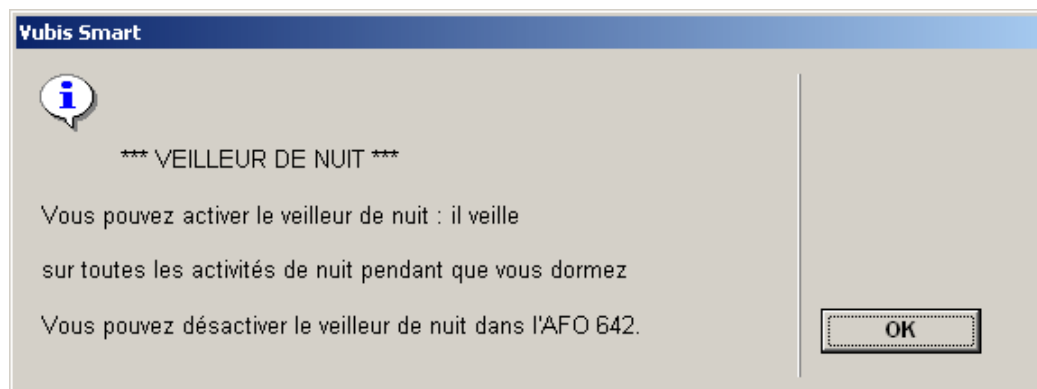 Vubis Smart
*** VEILLEUR DE NUIT ***
Vous pouvez activer le veilleur de nuit : il veille
sur toutes les activités de nuit pendant que vous dormez
Vous pouvez désactiver le veilleur de nuit dans l'AFO 642.
OK